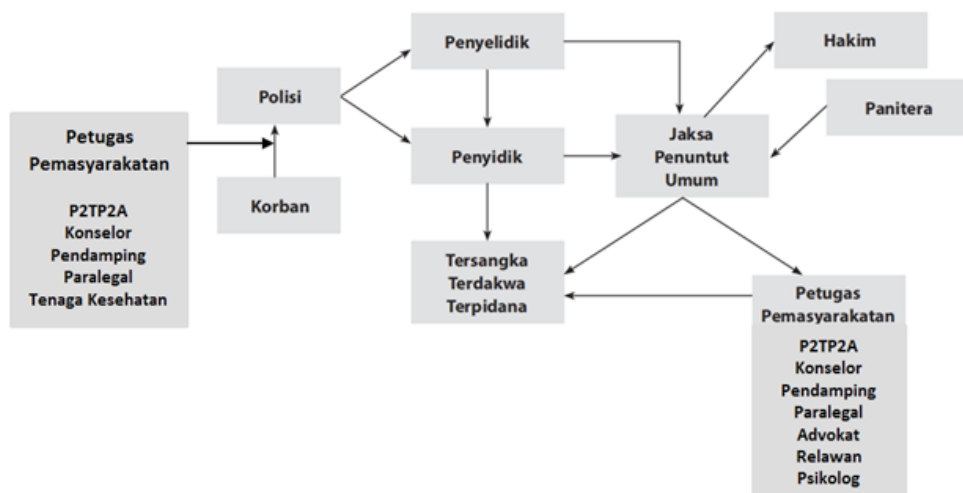 Penyelidik
Hakim
Polisi
Panitera
Petugas
Pemasyarakatan
P2TP2A
Konselor
Pendamping
Paralegal
Tenaga Kesehatan
Korban
Penyidik
Jaksa
Penuntut
Umum
Tersangka
Terdakwa
Terpidana
Petugas
Pemasyarakatan
P2TP2A
Konselor
Pendamping
Paralegal
Advokat
Relawan
Psikolog